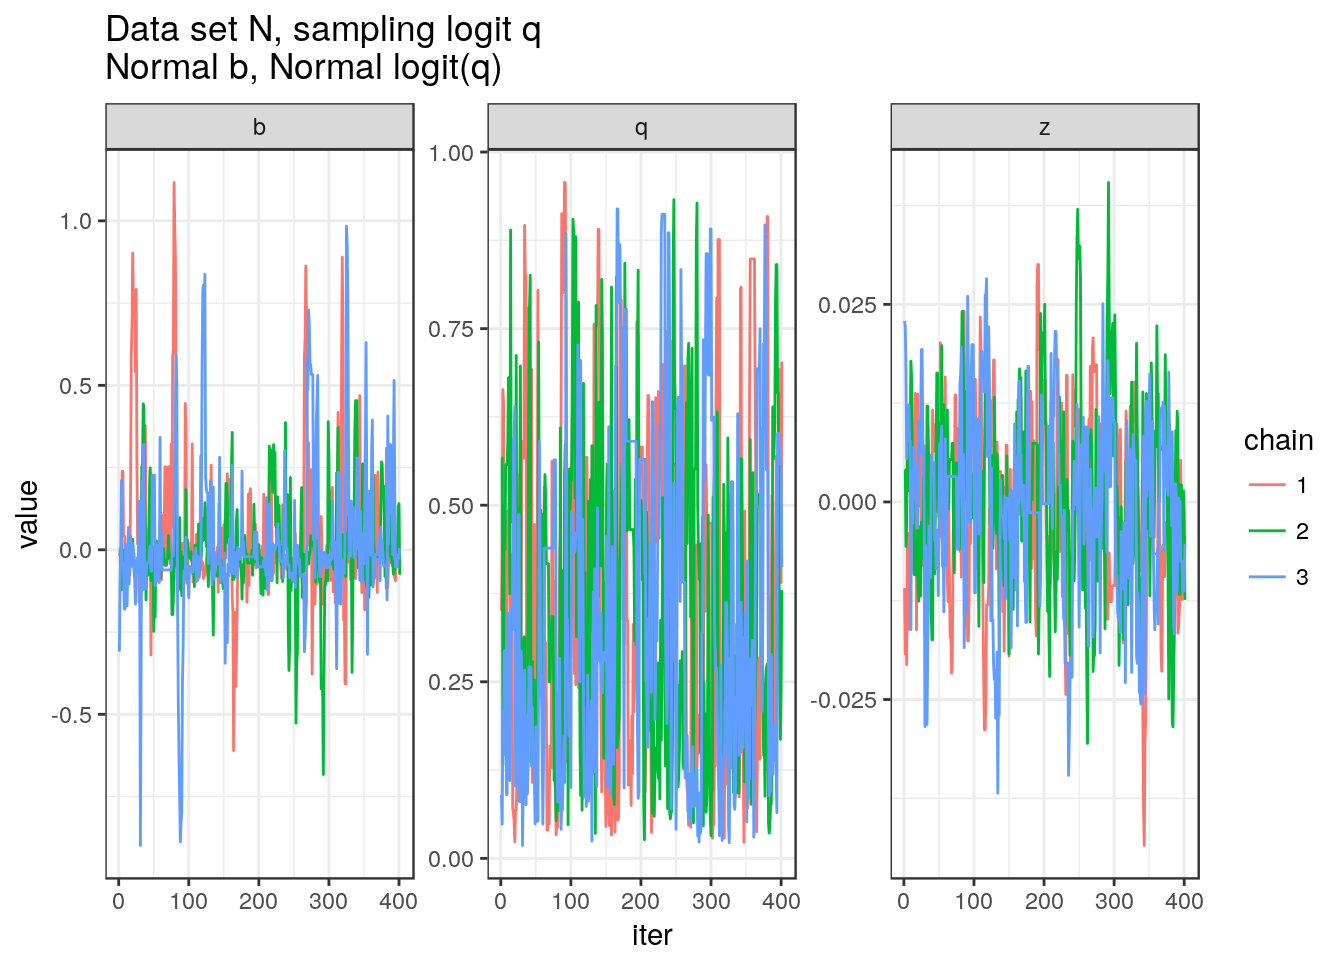 Data set N, sampling logit q
Normal b, Normal logit(q)
b
q
z
value
1.0
0.5
0.0
-0.5
1.00
0.75
0.50
0.25
0.00
0.025
0.000
-0.025
0 100 200 300 400
0 100 200 300 400
0 100 200 300 400
iter
chain
1
2
3